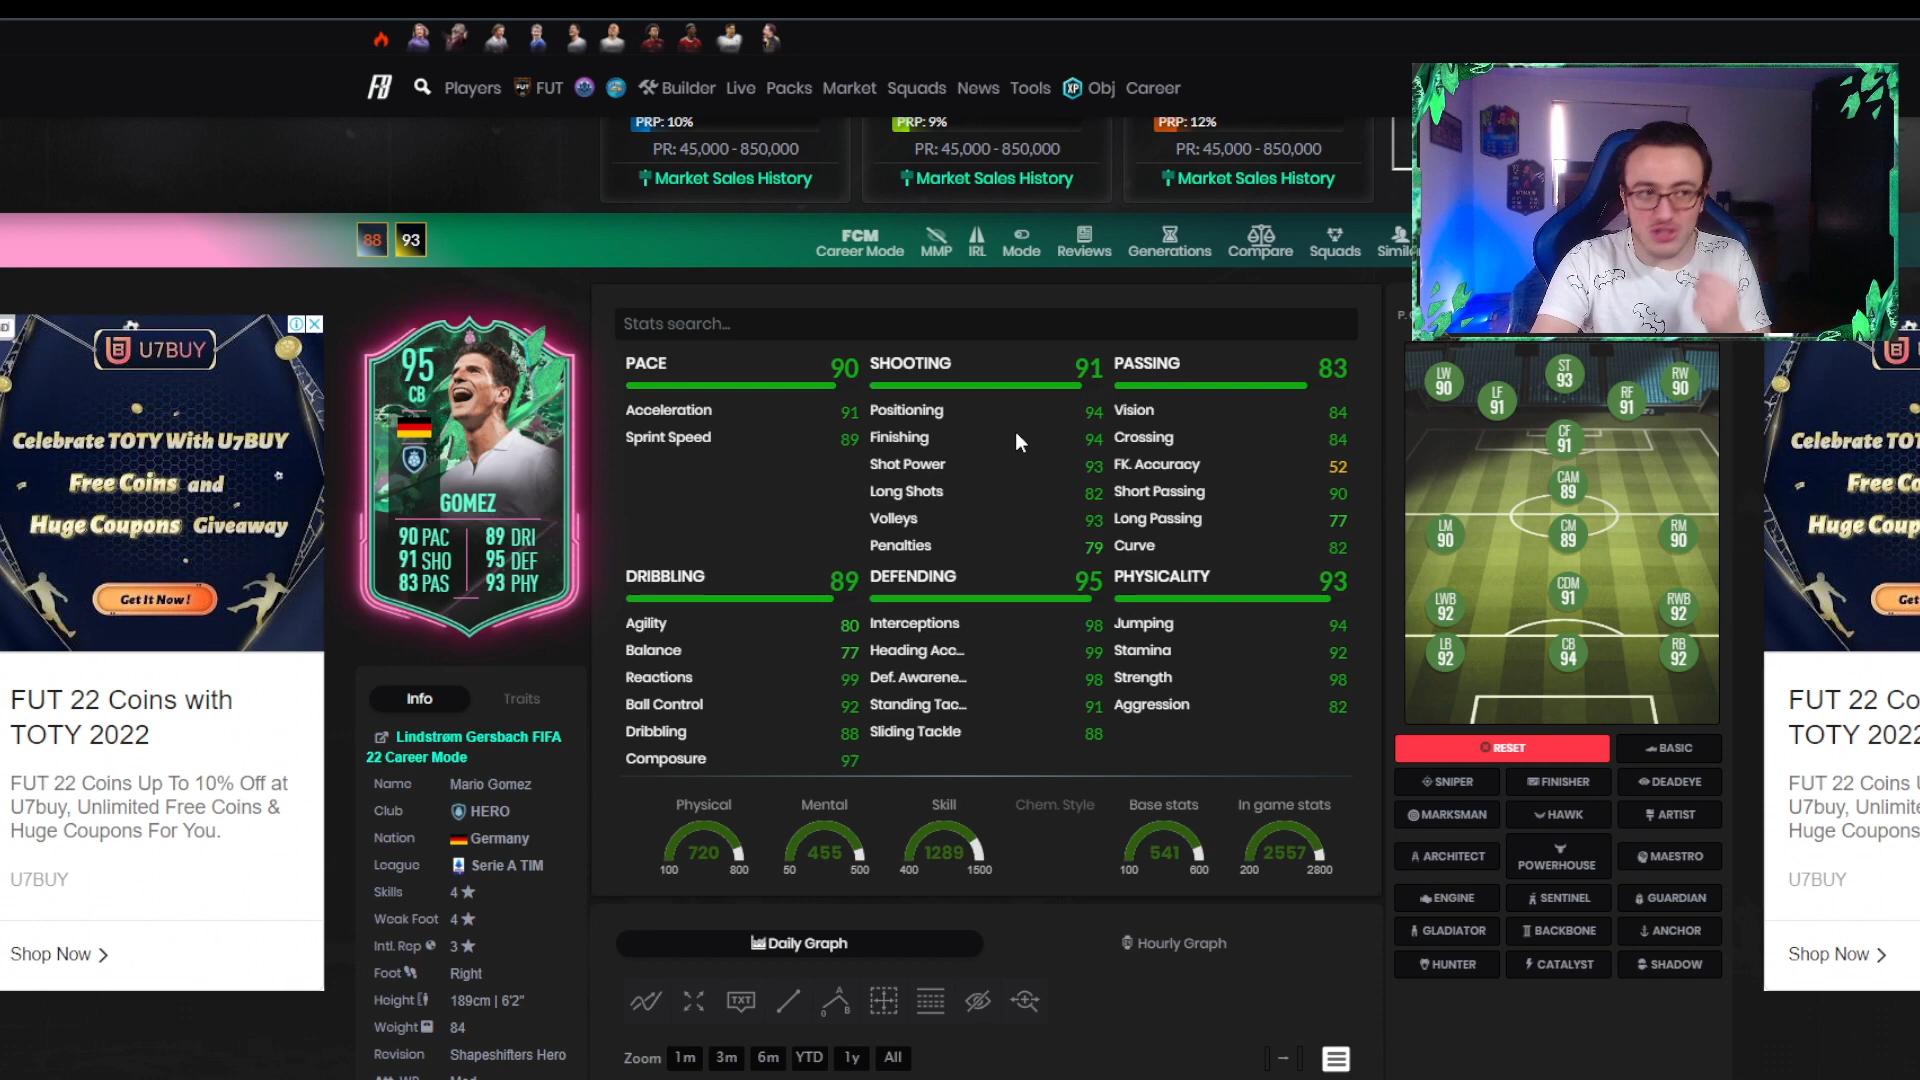 FB Players FUT Builder Live Packs Market Squads News Tools XP Obj Career
PRP: 10% PRP: 9% PRP: 12%
PR: 45,000 - 850,000 PR: 45,000 - 850,000 PR: 45,000 - 850,000
Market Sales History Market Sales History Market Sales History
88 93 FCM Career Mode MMP IRL Mode Reviews Generations Compare Squads Simila
U7BUY
Celebrate TOTY With U7BUY
Free Coins and
Huge Coupons Giveaway
Get It Now!
FUT 22 Coins with
TOTY 2022
FUT 22 Coins Up To 10% Off at
U7buy, Unlimited Free Coins &
Huge Coupons For You.
U7BUY
Shop Now
95
CB
GOMEZ
90 PAC 89 DRI
91 SHO 95 DEF
83 PAS 93 PHY
Info Traits
Lindstrøm Gersbach FIFA
22 Career Mode
Name Mario Gomez
Club HERO
Nation Germany
League Serie A TIM
Skills 4
Weak Foot 4
Intl. Rep 3
Foot Right
Height 189cm | 6'2"
Weight 84
Revision Shapeshifters Hero
Att. WR Med
Stats search...
PACE 90 SHOOTING 91 PASSING 83
Acceleration 91 Positioning 94 Vision 84
Sprint Speed 89 Finishing 94 Crossing 84
Shot Power 93 FK. Accuracy 52
Long Shots 82 Short Passing 90
Volleys 93 Long Passing 77
Penalties 79 Curve 82
DRIBBLING 89 DEFENDING 95 PHYSICALITY 93
Agility 80 Interceptions 98 Jumping 94
Balance 77 Heading Acc... 99 Stamina 92
Reactions 99 Def. Awarene... 98 Strength 98
Ball Control 92 Standing Tac... 91 Aggression 82
Dribbling 88 Sliding Tackle 88
Composure 97
Physical Mental Skill Chem. Style Base stats In game stats
720 455 1289 541 2557
100 800 50 500 400 1500 100 600 200 2800
Daily Graph Hourly Graph
TXT
A
0 B
Zoom 1m 3m 6m YTD 1y All
P.
LW 90 ST 93 RW 90
LF 91 RF 91
CF 91
CAM 89
LM 90 CM 89 RM 90
CDM 91
LWB 92 RWB 92
LB 92 CB 94 RB 92
RESET BASIC
SNIPER FINISHER DEADEYE
MARKSMAN HAWK ARTIST
ARCHITECT POWERHOUSE MAESTRO
ENGINE SENTINEL GUARDIAN
GLADIATOR BACKBONE ANCHOR
HUNTER CATALYST SHADOW
Celebrate TOT
Free Co
Huge Coup
Get
FUT 22 Co
TOTY 2022
FUT 22 Coins U
U7buy, Unlimite
Huge Coupons
U7BUY
Shop Now